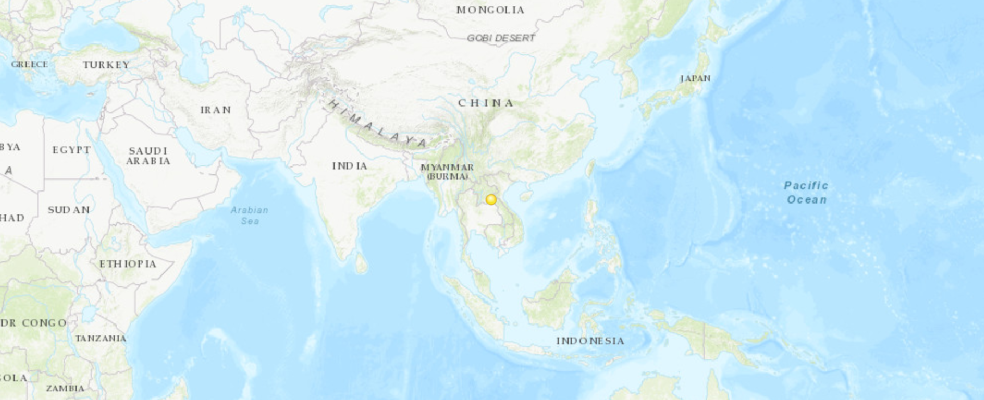 MONGOLIA
GOBI DESERT
GREECE
TURKEY
JAPAN
CHINA
IRAN
HIMALAYA
EGYPT
SAUDI
ARABIA
BYA
INDIA
MYANMAR
(BURMA)
A
Pacific
Ocean
SUDAN
Arabian
Sea
HAD
ETHIOPIA
DR CONGO
TANZANIA
INDONESIA
OLA
ZAMBIA